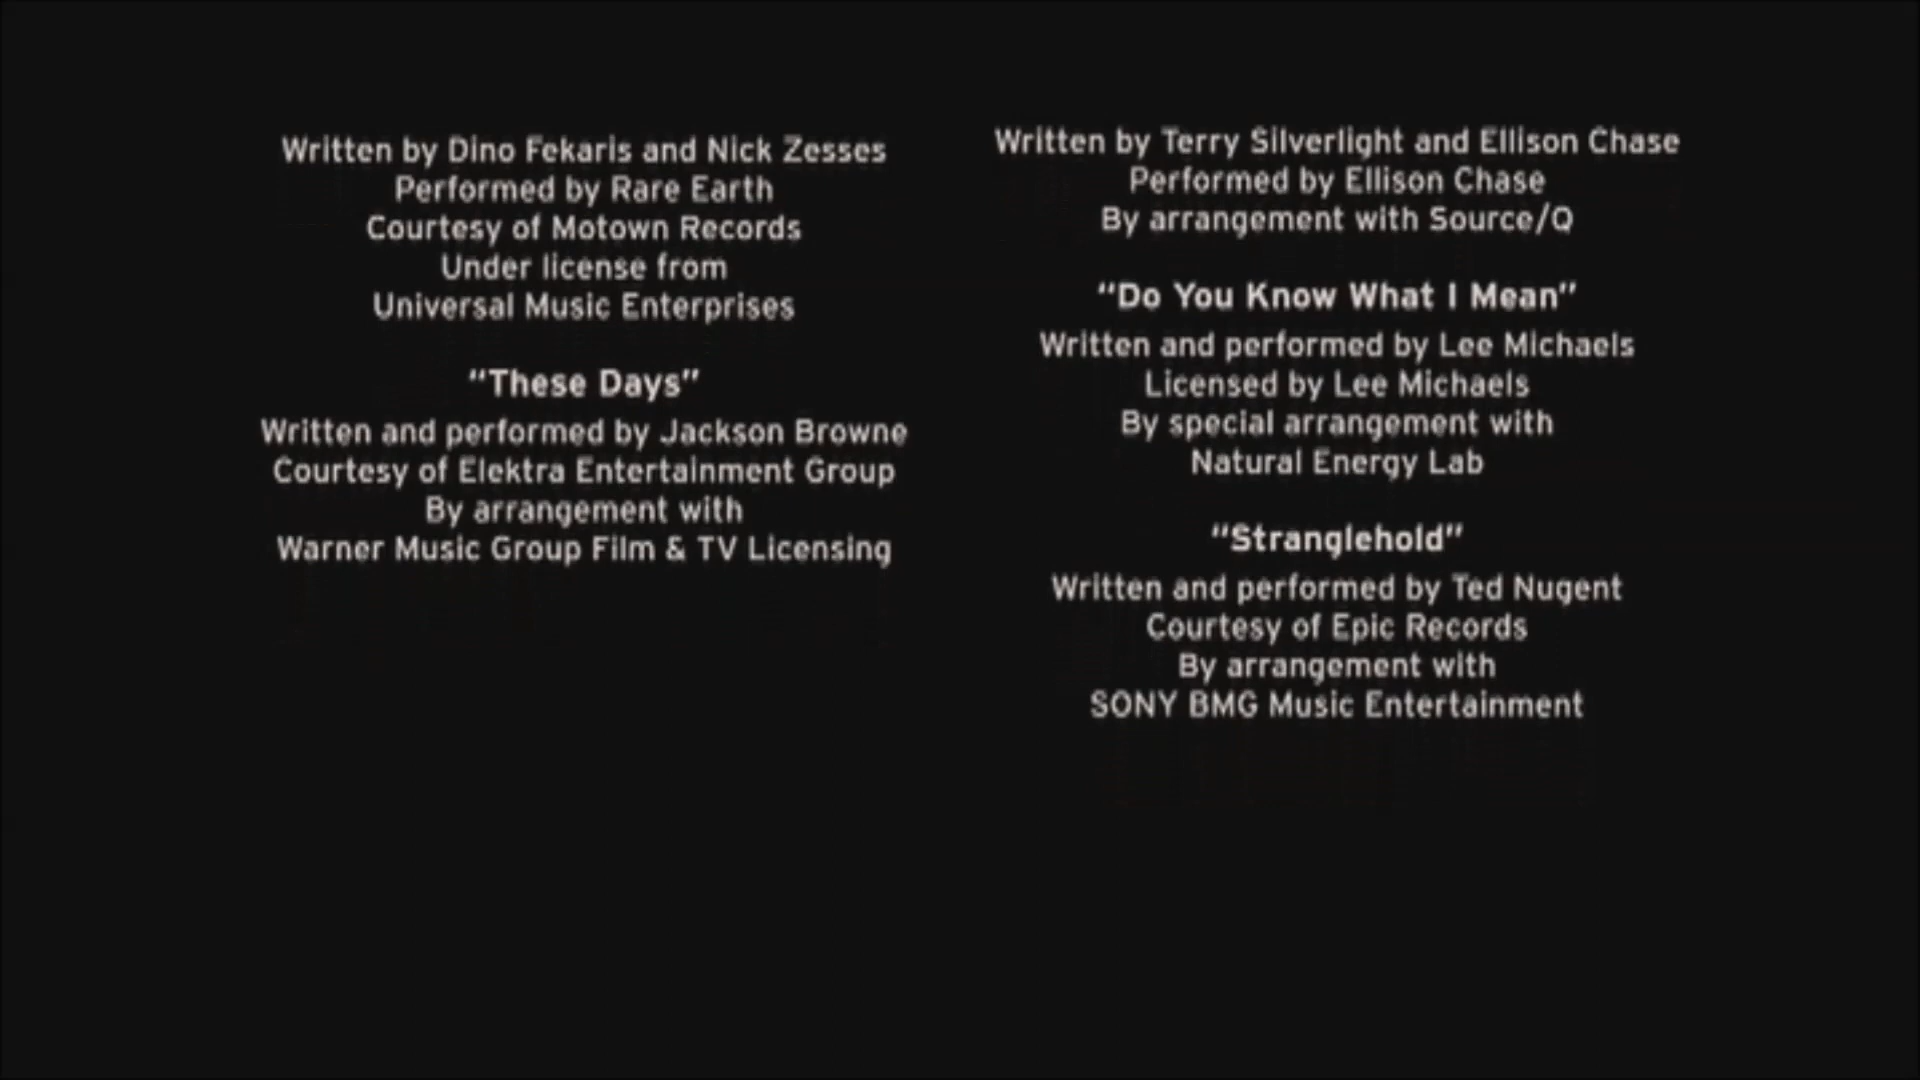 Written by Dino Fekaris and Nick Zesses
Performed by Rare Earth
Courtesy of Motown Records
Under license from
Universal Music Enterprises
“These Days”
Written and performed by Jackson Browne
Courtesy of Elektra Entertainment Group
By arrangement with
Warner Music Group Film & TV Licensing
Written by Terry Silverlight and Ellison Chase
Performed by Ellison Chase
By arrangement with Source/Q
“Do You Know What I Mean”
Written and performed by Lee Michaels
Licensed by Lee Michaels
By special arrangement with
Natural Energy Lab
“Stranglehold”
Written and performed by Ted Nugent
Courtesy of Epic Records
By arrangement with
SONY BMG Music Entertainment